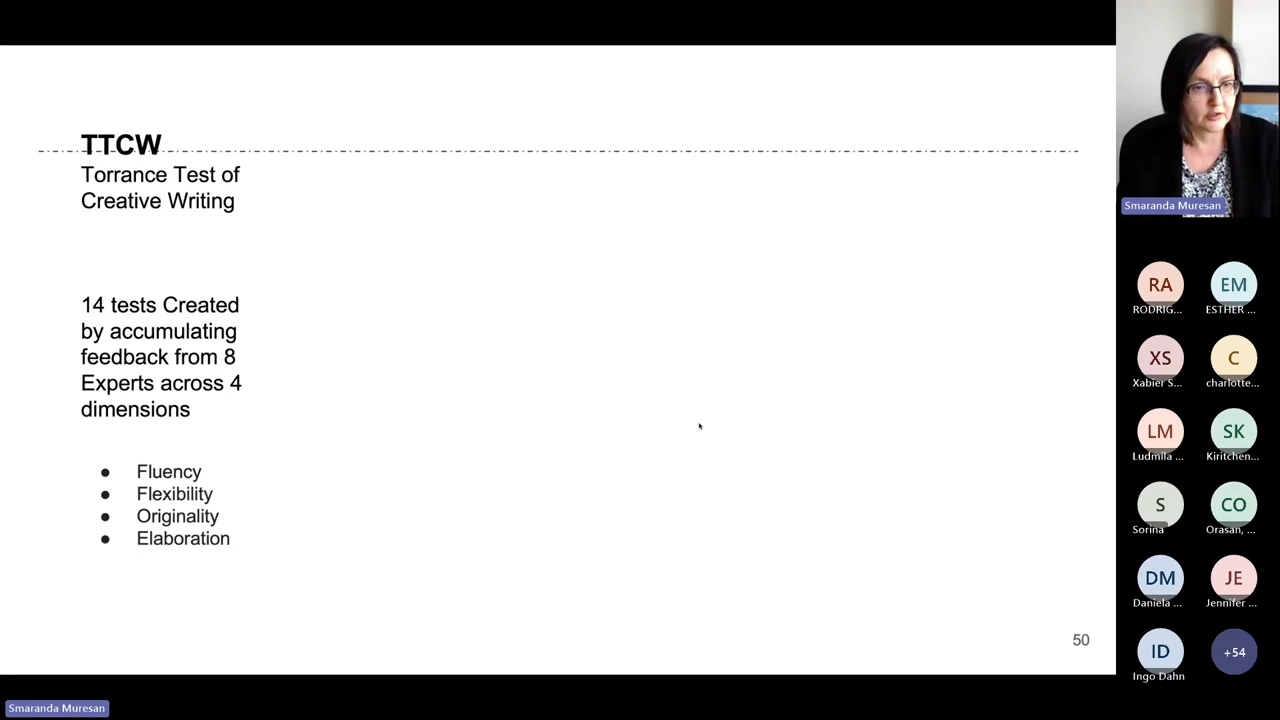 TTCW
Torrance Test of
Creative Writing
14 tests Created
by accumulating
feedback from 8
Experts across 4
dimensions
● Fluency
● Flexibility
● Originality
● Elaboration
50
Smaranda Muresan
RA
RODRIG...
EM
ESTHER ...
XS
Xabier S...
C
charlotte...
LM
Ludmila ...
SK
Kiritchen...
S
Sorina
CO
Orasan, ...
DM
Daniela ...
JE
Jennifer ...
ID
Ingo Dahn
+54
Smaranda Muresan